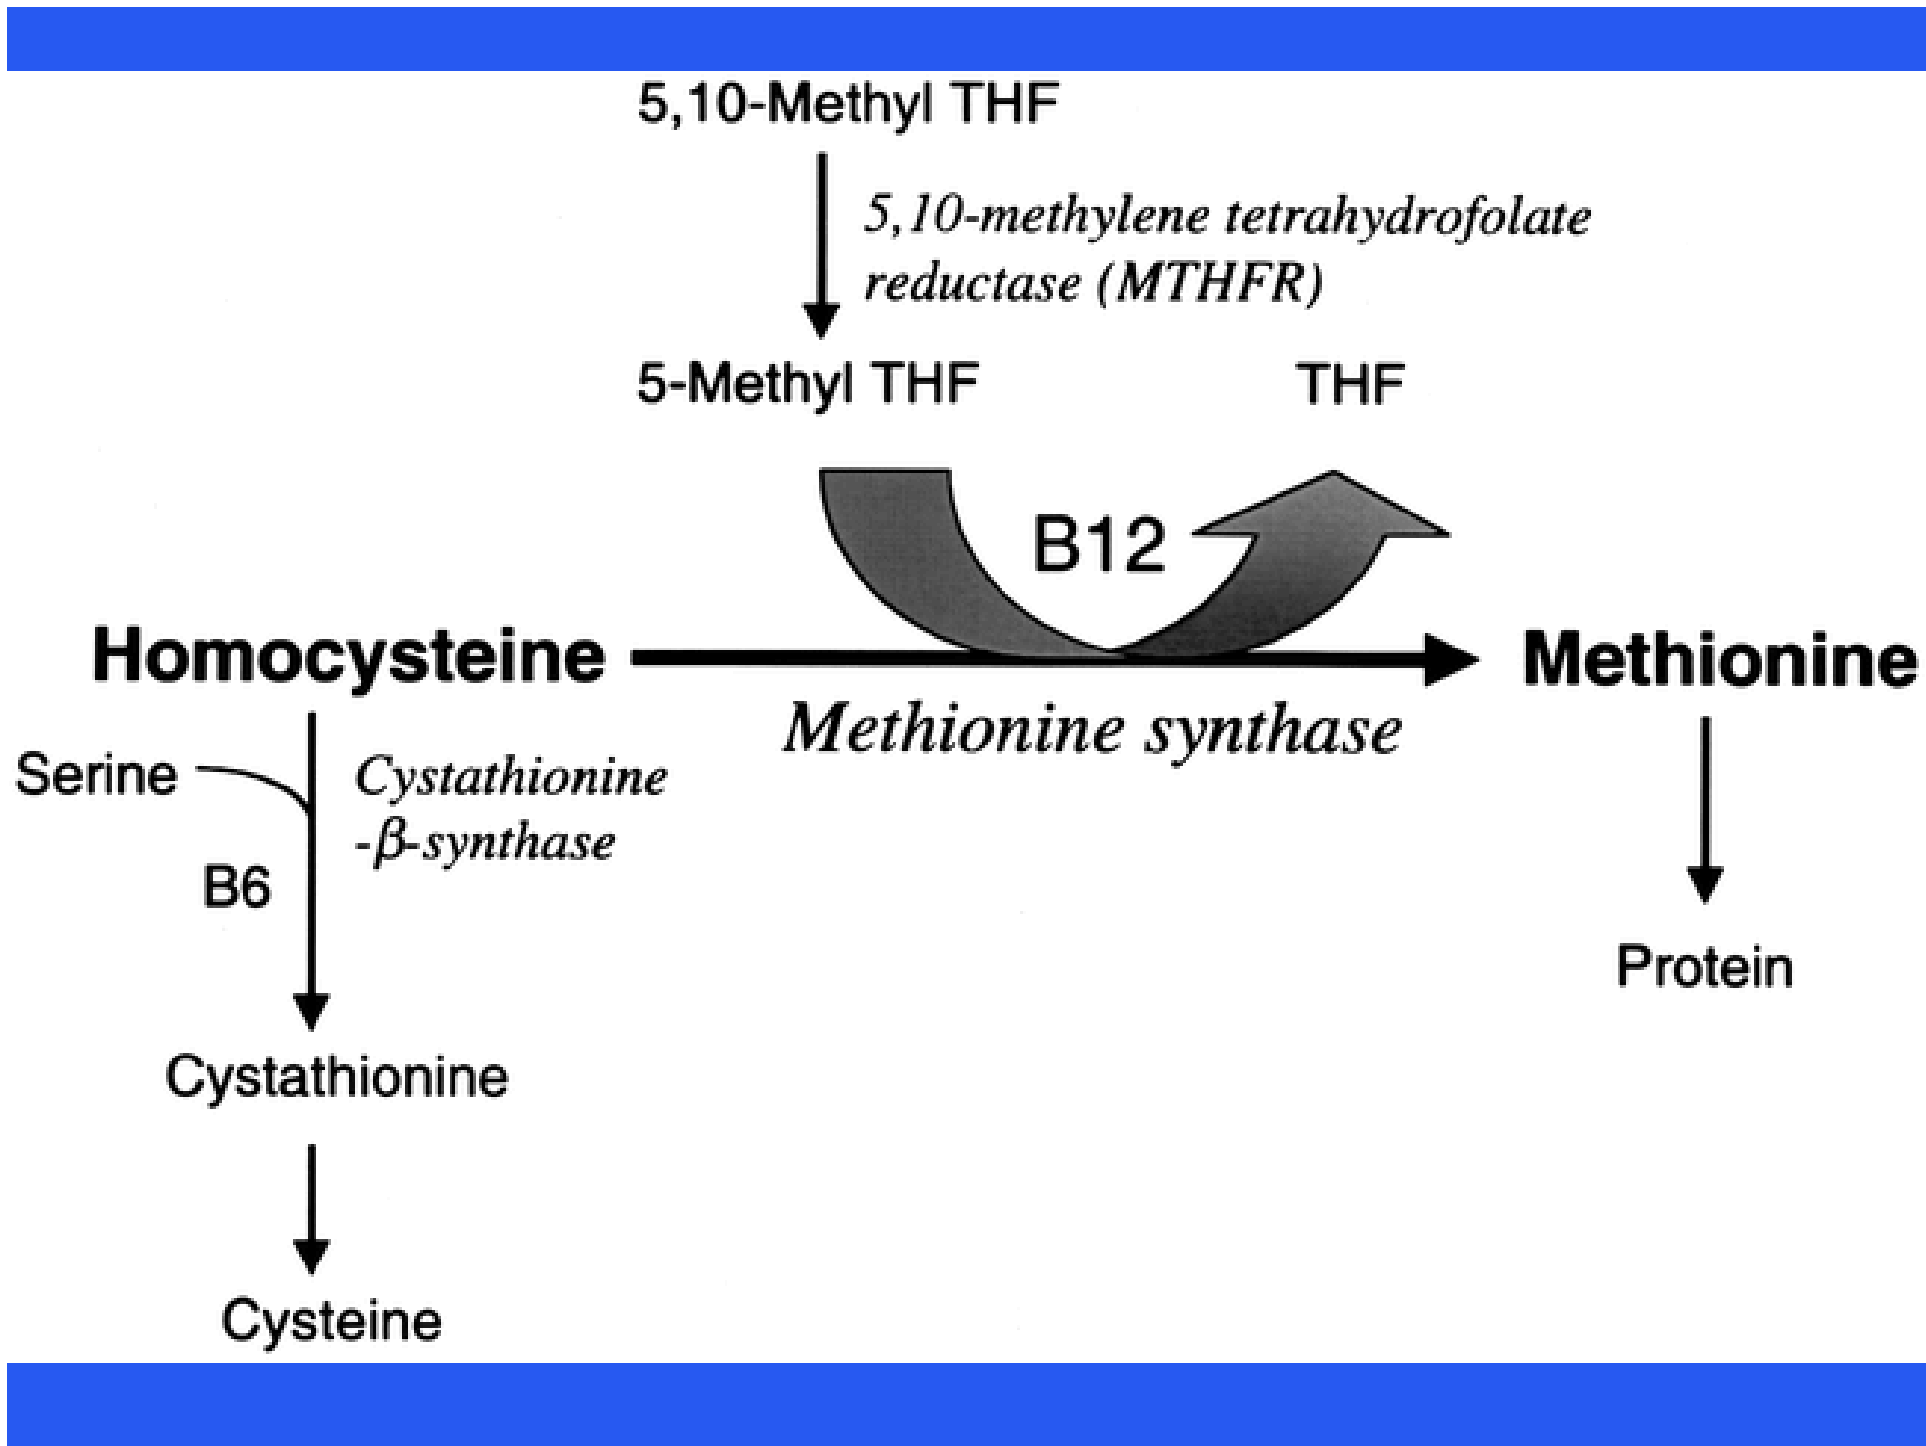 5,10-Methyl THF
5,10-methylene tetrahydrofolate
reductase (MTHFR)
5-Methyl THF
THF
B12
Homocysteine
Methionine
Methionine synthase
Serine
Cystathionine
-β-synthase
B6
Protein
Cystathionine
Cysteine